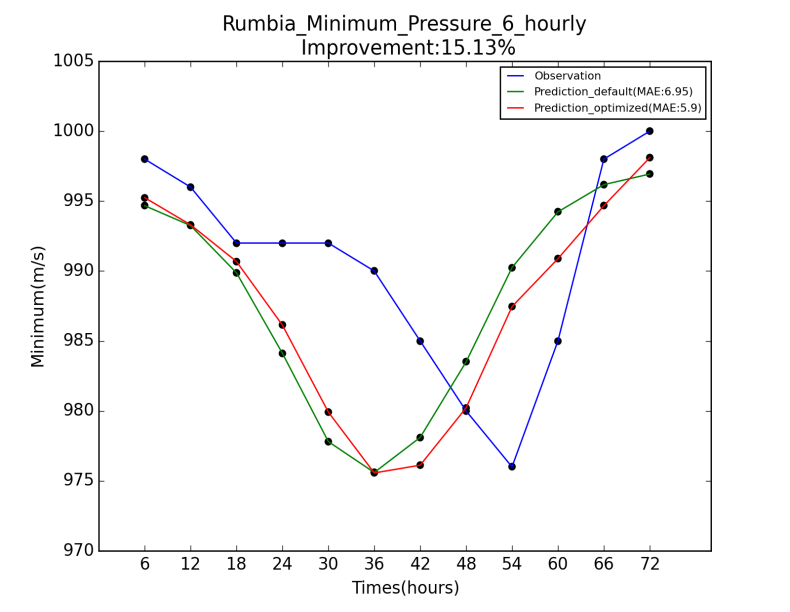 Rumbia_Minimum_Pressure_6_hourly
Improvement:15.13%
Observation
Prediction_default(MAE:6.95)
Prediction_optimized(MAE:5.9)
1005
1000
995
990
985
980
975
970
Minimum(m/s)
6 12 18 24 30 36 42 48 54 60 66 72
Times(hours)